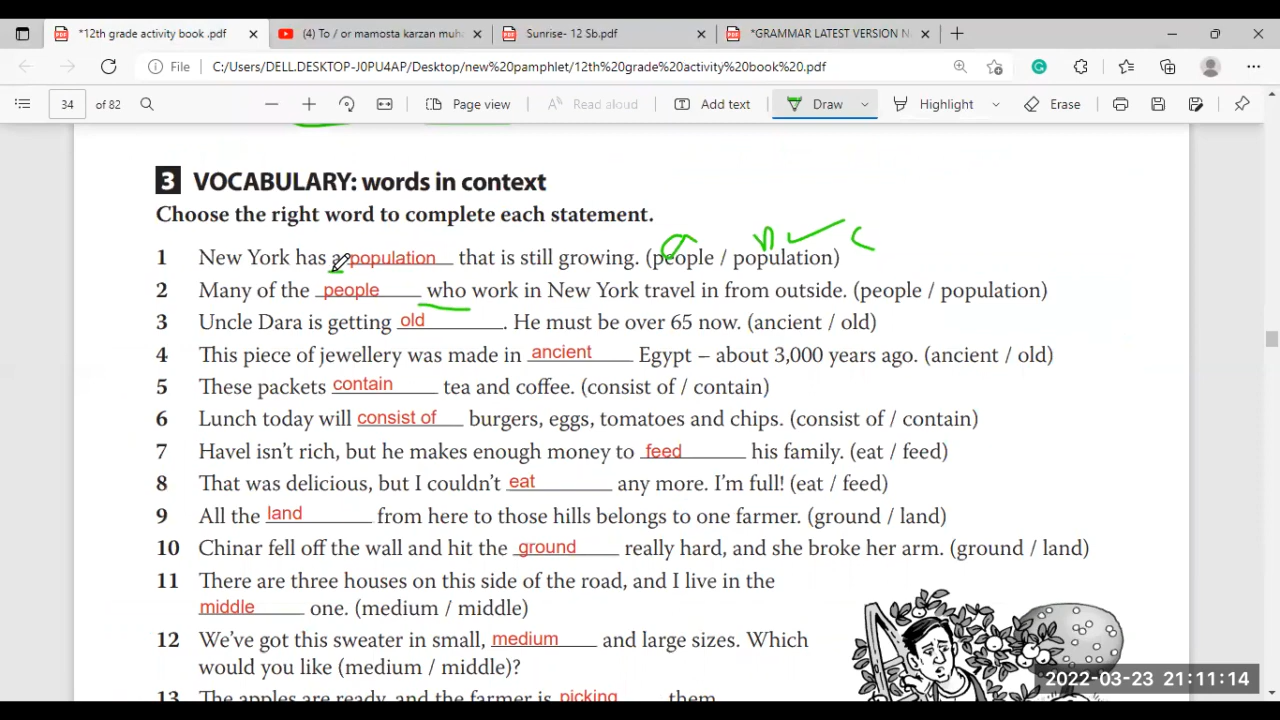 *12th grade activity book .pdf
(4) To / or mamosta karzan muh
Sunrise- 12 Sb.pdf
*GRAMMAR LATEST VERSION N
File
C:/Users/DELL.DESKTOP-J0PU4AP/Desktop/new%20pamphlet/12th%20grade%20activity%20book%20.pdf
34 of 82
Page view
Read aloud
Add text
Draw
Highlight
Erase
3 VOCABULARY: words in context
Choose the right word to complete each statement.
n c
1 New York has a population that is still growing. (people / population)
2 Many of the people who work in New York travel in from outside. (people / population)
3 Uncle Dara is getting old. He must be over 65 now. (ancient / old)
4 This piece of jewellery was made in ancient Egypt – about 3,000 years ago. (ancient / old)
5 These packets contain tea and coffee. (consist of / contain)
6 Lunch today will consist of burgers, eggs, tomatoes and chips. (consist of / contain)
7 Havel isn’t rich, but he makes enough money to feed his family. (eat / feed)
8 That was delicious, but I couldn’t eat any more. I’m full! (eat / feed)
9 All the land from here to those hills belongs to one farmer. (ground / land)
10 Chinar fell off the wall and hit the ground really hard, and she broke her arm. (ground / land)
11 There are three houses on this side of the road, and I live in the
middle one. (medium / middle)
12 We’ve got this sweater in small, medium and large sizes. Which
would you like (medium / middle)?
13 The apples are ready, and the farmer is picking them
2022-03-23 21:11:14